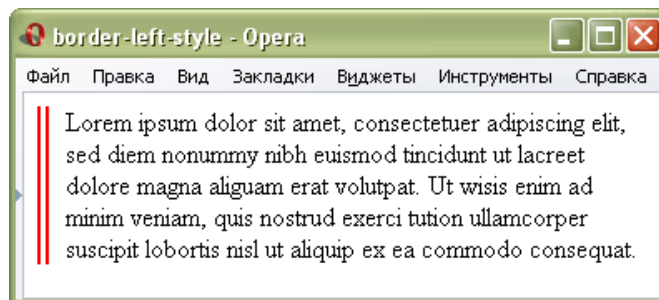 border-left-style - Opera
Файл Правка Вид Закладки Виджеты Инструменты Справка
Lorem ipsum dolor sit amet, consectetuer adipiscing elit,
sed diem nonummy nibh euismod tincidunt ut lacreet
dolore magna aliguam erat volutpat. Ut wisis enim ad
minim veniam, quis nostrud exerci tution ullamcorper
suscipit lobortis nisl ut aliquip ex ea commodo consequat.